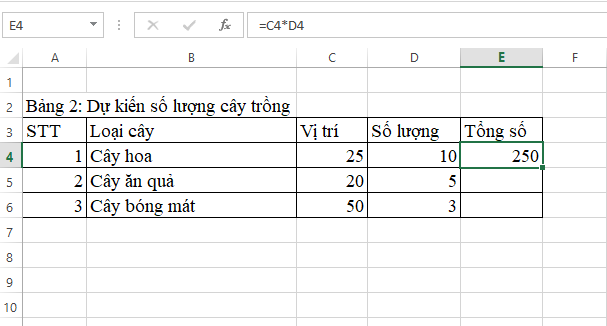 E4 fx =C4*D4
A B C D E F
1
2 Bảng 2: Dự kiến số lượng cây trồng
3 STT Loại cây Vị trí Số lượng Tổng số
4 1 Cây hoa 25 10 250
5 2 Cây ăn quả 20 5
6 3 Cây bóng mát 50 3
7
8
9
10